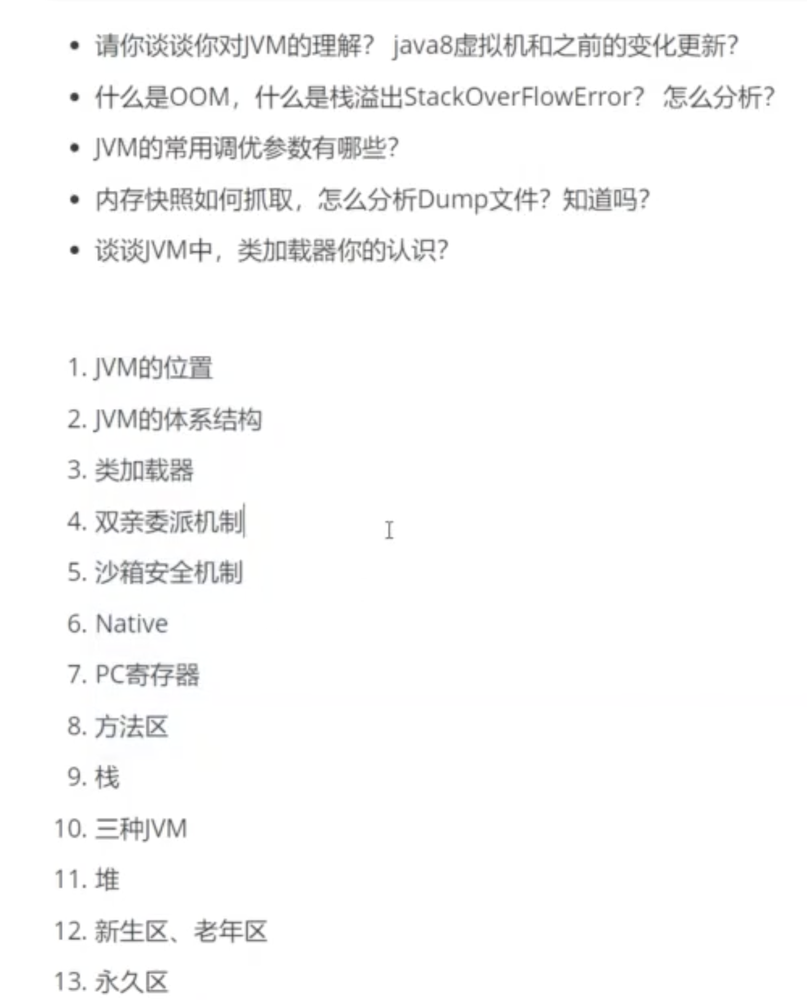 • 请你谈谈你对JVM的理解？ java8虚拟机和之前的变化更新？
• 什么是OOM，什么是栈溢出StackOverFlowError？ 怎么分析？
• JVM的常用调优参数有哪些？
• 内存快照如何抓取，怎么分析Dump文件？知道吗？
• 谈谈JVM中，类加载器你的认识？
1. JVM的位置
2. JVM的体系结构
3. 类加载器
4. 双亲委派机制
5. 沙箱安全机制
6. Native
7. PC寄存器
8. 方法区
9. 栈
10. 三种JVM
11. 堆
12. 新生区、老年区
13. 永久区